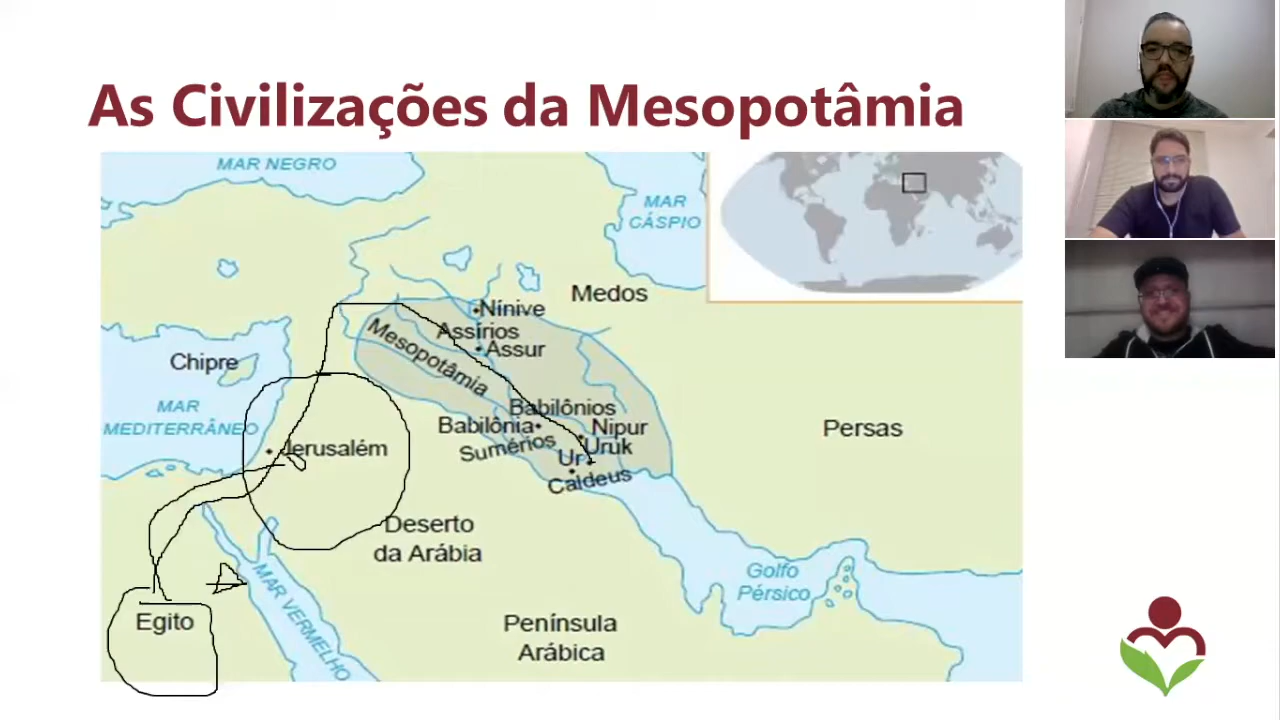 As Civilizações da Mesopotâmia
MAR NEGRO
MAR
CÁSPIO
Medos
Nínive
Assírios
Assur
Mesopotâmia
Chipre
MAR
MEDITERRÂNEO
Babilônios
Babilônia
Nipur
Uruk
Sumérios
Ur
Caldeus
Persas
Jerusalém
Deserto
da Arábia
Golfo
Pérsico
MAR VERMELHO
Egito
Península
Arábica